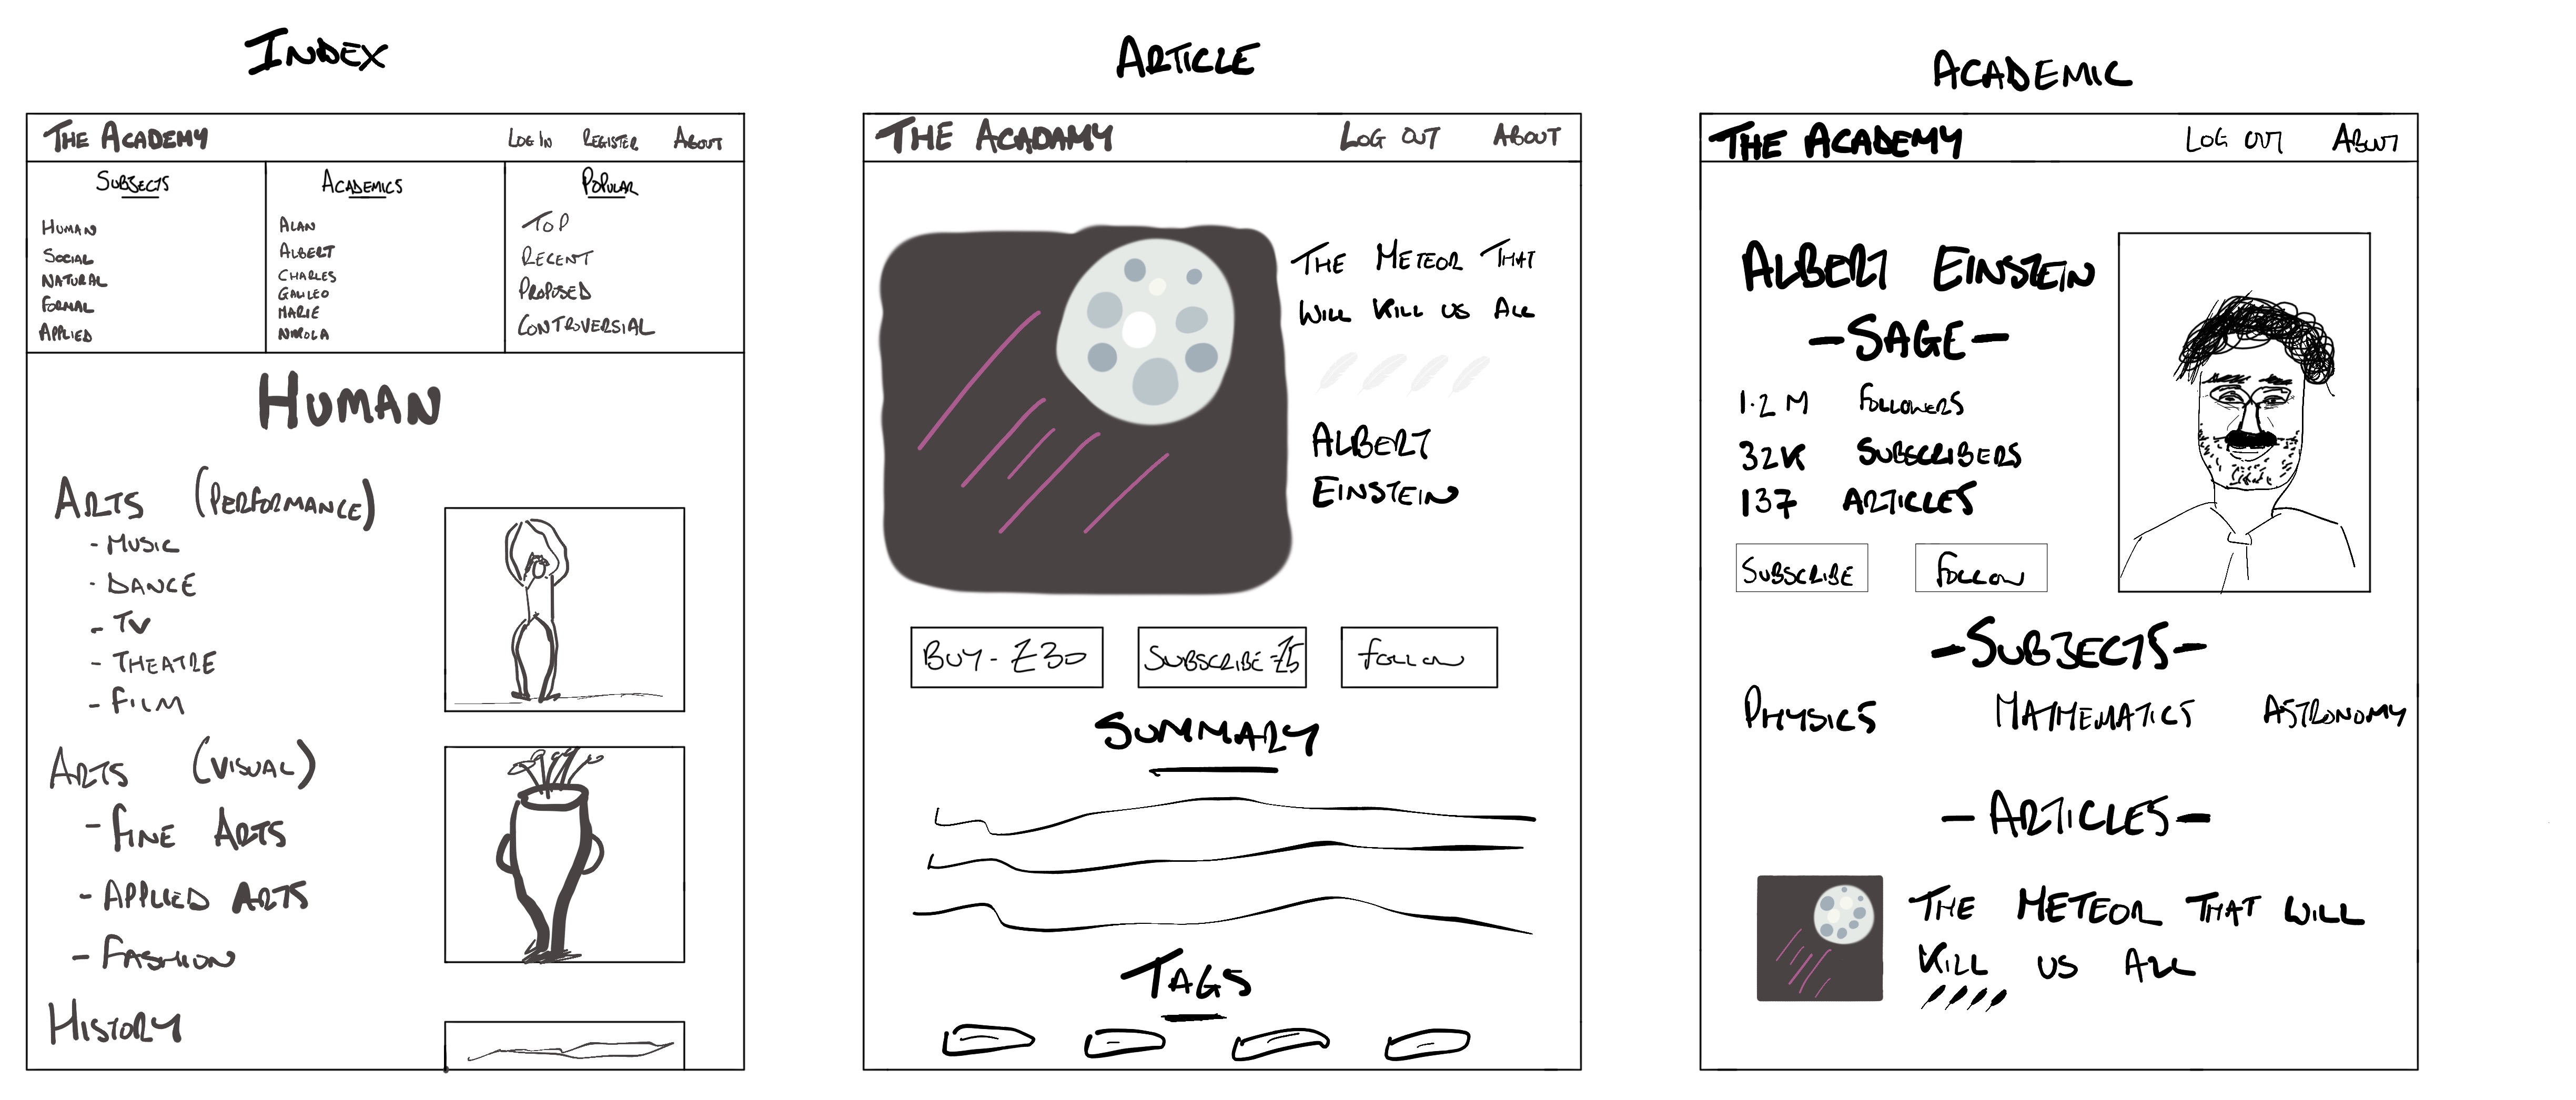 INDEX
THE ACADEMY
LOG IN REGISTER ABOUT
SUBJECTS
HUMAN
SOCIAL
NATURAL
FORMAL
APPLIED
ACADEMICS
ALAN
ALBERT
CHARLES
GALILEO
MARIE
NIKOLA
POPULAR
TOP
RECENT
PROPOSED
CONTROVERSIAL
HUMAN
ARTS (PERFORMANCE)
- MUSIC
- DANCE
- TV
- THEATRE
- FILM
ARTS (VISUAL)
- FINE ARTS
- APPLIED ARTS
- FASHION
HISTORY
ARTICLE
THE ACADAMY
LOG OUT ABOUT
THE METEOR THAT
WILL KILL US ALL
ALBERT
EINSTEIN
BUY - £30
SUBSCRIBE - £5
FOLLOW
SUMMARY
TAGS
ACADEMIC
THE ACADEMY
LOG OUT ABOUT
ALBERT EINSTEIN
- SAGE -
1.2 M FOLLOWERS
32K SUBSCRIBERS
137 ARTICLES
SUBSCRIBE
FOLLOW
- SUBJECTS -
PHYSICS MATHEMATICS ASTRONOMY
- ARTICLES -
THE METEOR THAT WILL
KILL US ALL